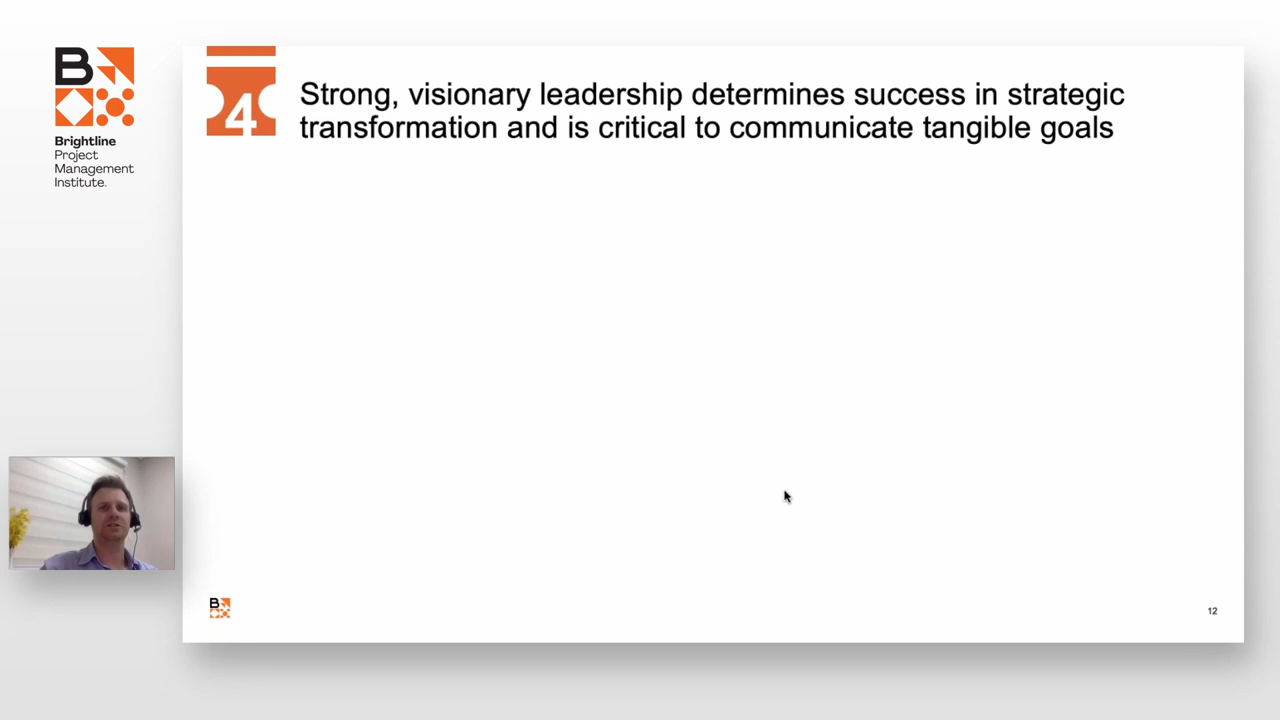 B
Brightline
Project
Management
Institute.
4
Strong, visionary leadership determines success in strategic
transformation and is critical to communicate tangible goals
B
12